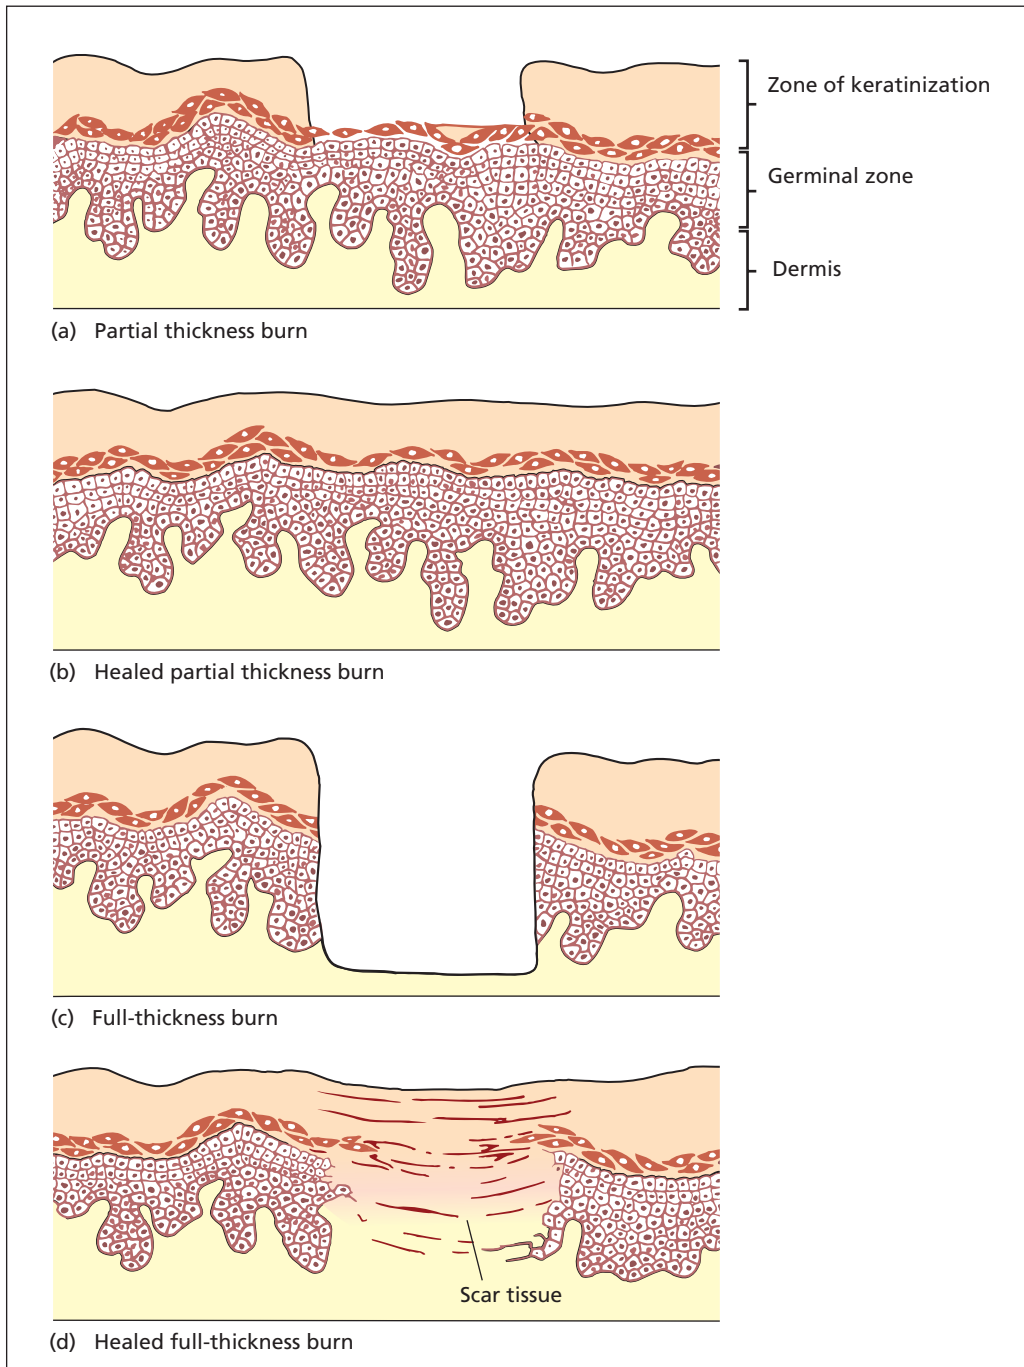 Zone of keratinization
Germinal zone
Dermis
(a) Partial thickness burn
(b) Healed partial thickness burn
(c) Full-thickness burn
Scar tissue
(d) Healed full-thickness burn